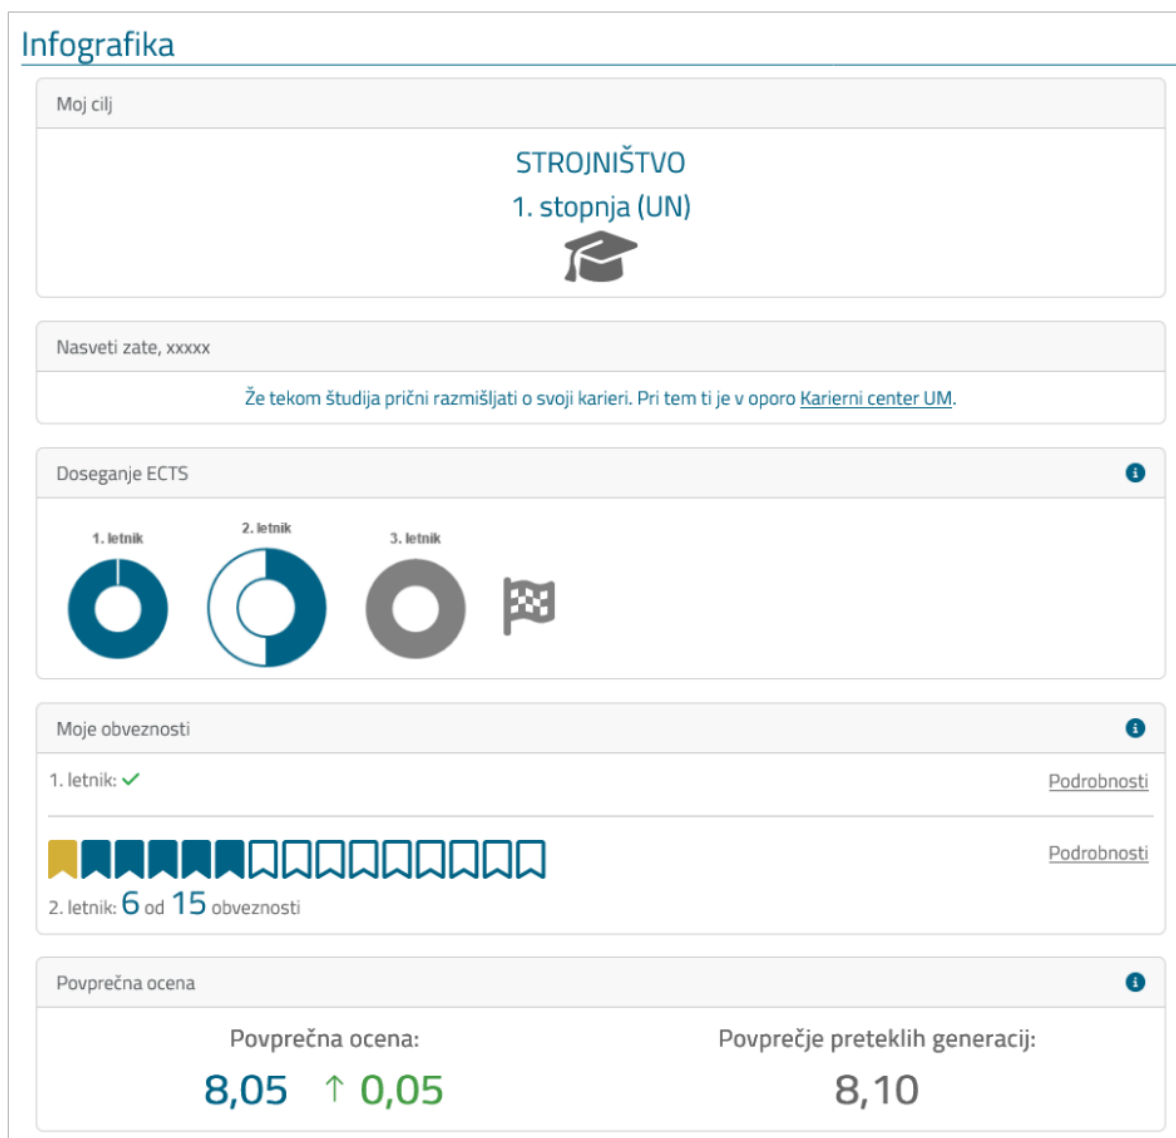 Infografika
Moj cilj
STROJNIŠTVO
1. stopnja (UN)
Nasveti zate, xxxxx
Že tekom študija prični razmišljati o svoji karieri. Pri tem ti je v oporo Karierni center UM.
Doseganje ECTS
1. letnik
2. letnik
3. letnik
Moje obveznosti
1. letnik:
Podrobnosti
Podrobnosti
2. letnik: 6 od 15 obveznosti
Povprečna ocena
Povprečna ocena:
8,05 ↑ 0,05
Povprečje preteklih generacij:
8,10